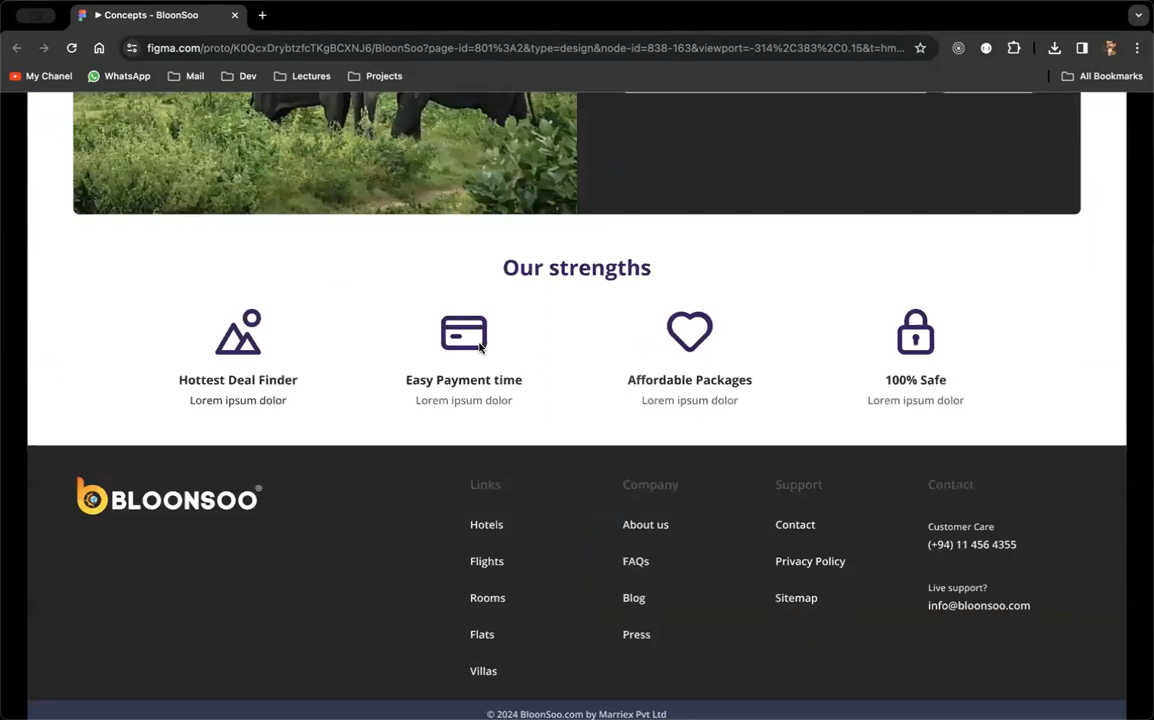 Concepts - BloonSoo
figma.com/proto/K0QcxDrybtzfcTKgBCXNJ6/BloonSoo?page-id=801%3A2&type=design&node-id=838-163&viewport=-314%2C383%2C0.15&t=hm...
My Chanel WhatsApp Mail Dev Lectures Projects All Bookmarks
Our strengths
Hottest Deal Finder Easy Payment time Affordable Packages 100% Safe
Lorem ipsum dolor Lorem ipsum dolor Lorem ipsum dolor Lorem ipsum dolor
BLOONSOO®
Links Company Support Contact
Hotels About us Contact Customer Care
(+94) 11 456 4355
Flights FAQs Privacy Policy
Live support?
Rooms Blog Sitemap info@bloonsoo.com
Flats Press
Villas
© 2024 BloonSoo.com by Marriex Pvt Ltd